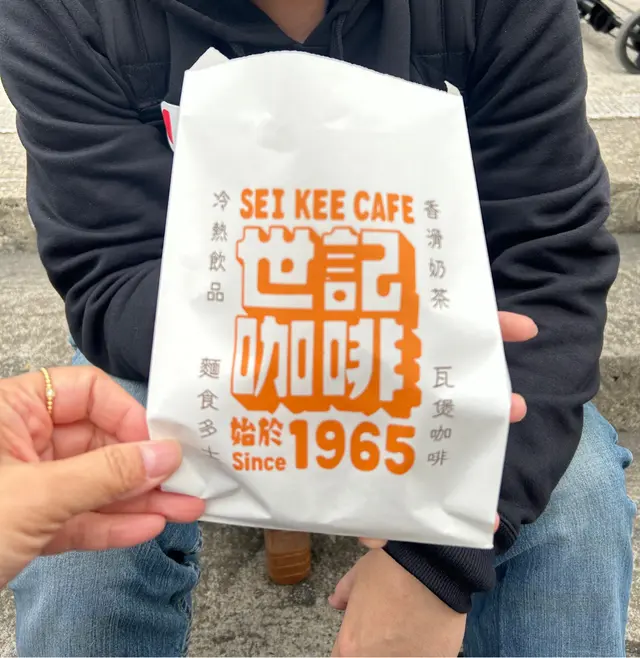 SEI KEE CAFE
世記
咖啡
始於
Since 1965
冷熱飲品
麵食多士
香滑奶茶
瓦煲咖啡